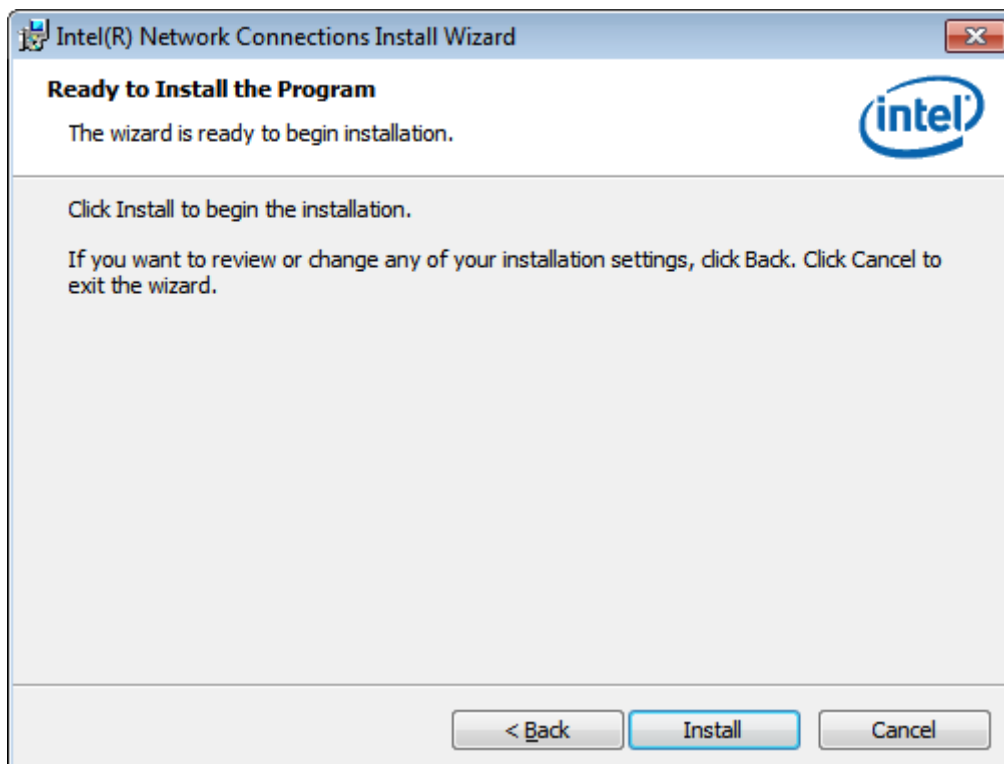 Intel(R) Network Connections Install Wizard
Ready to Install the Program
The wizard is ready to begin installation.
intel
Click Install to begin the installation.
If you want to review or change any of your installation settings, click Back. Click Cancel to
exit the wizard.
< Back
Install
Cancel